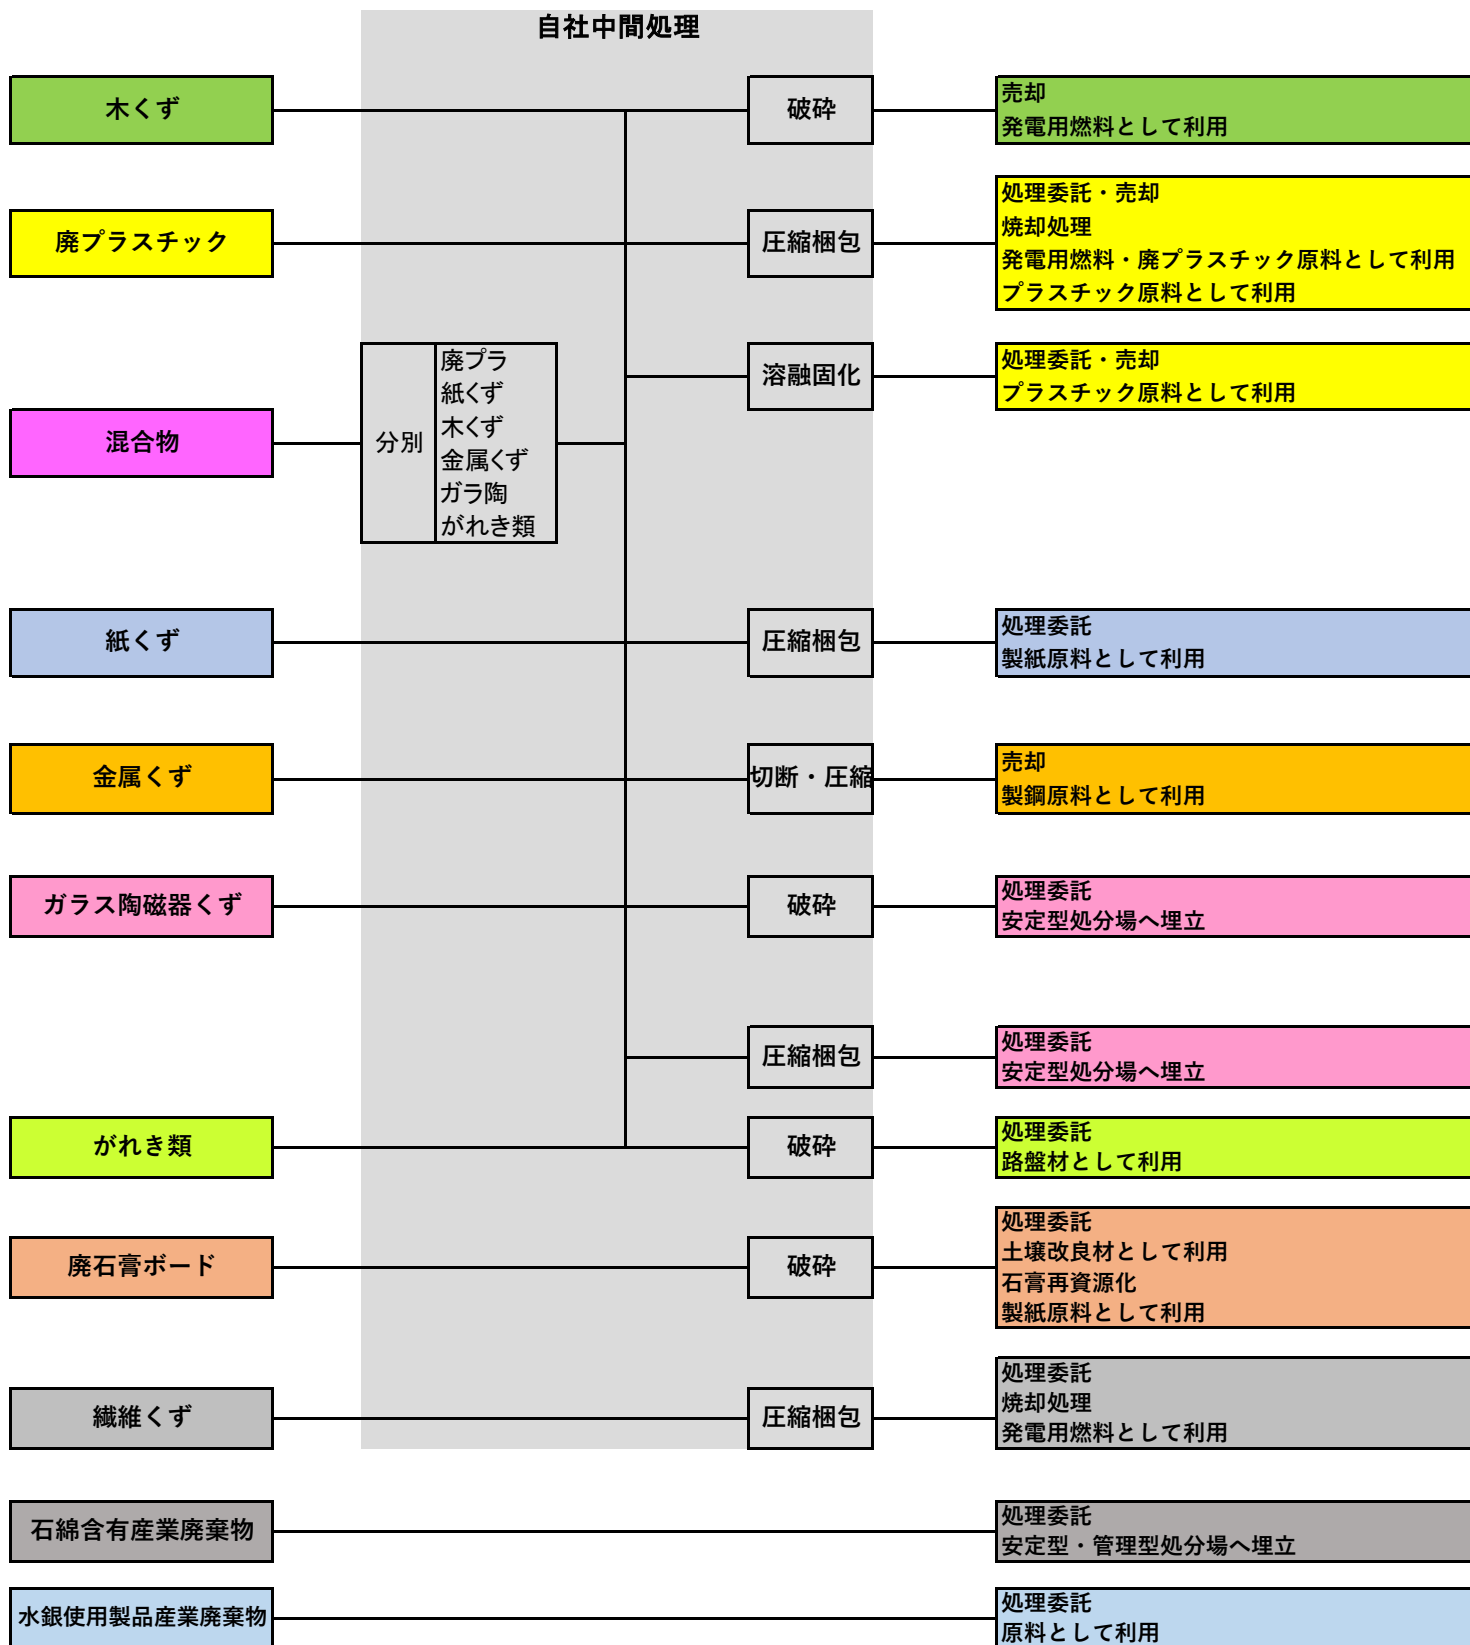 自社中間処理
木くず
破砕
売却
発電用燃料として利用
廃プラスチック
圧縮梱包
処理委託・売却
焼却処理
発電用燃料・廃プラスチック原料として利用
プラスチック原料として利用
混合物
分別
廃プラ
紙くず
木くず
金属くず
ガラ陶
がれき類
溶融固化
処理委託・売却
プラスチック原料として利用
紙くず
圧縮梱包
処理委託
製紙原料として利用
金属くず
切断・圧縮
売却
製鋼原料として利用
ガラス陶磁器くず
破砕
処理委託
安定型処分場へ埋立
圧縮梱包
処理委託
安定型処分場へ埋立
がれき類
破砕
処理委託
路盤材として利用
廃石膏ボード
破砕
処理委託
土壌改良材として利用
石膏再資源化
製紙原料として利用
繊維くず
圧縮梱包
処理委託
焼却処理
発電用燃料として利用
石綿含有産業廃棄物
処理委託
安定型・管理型処分場へ埋立
水銀使用製品産業廃棄物
処理委託
原料として利用